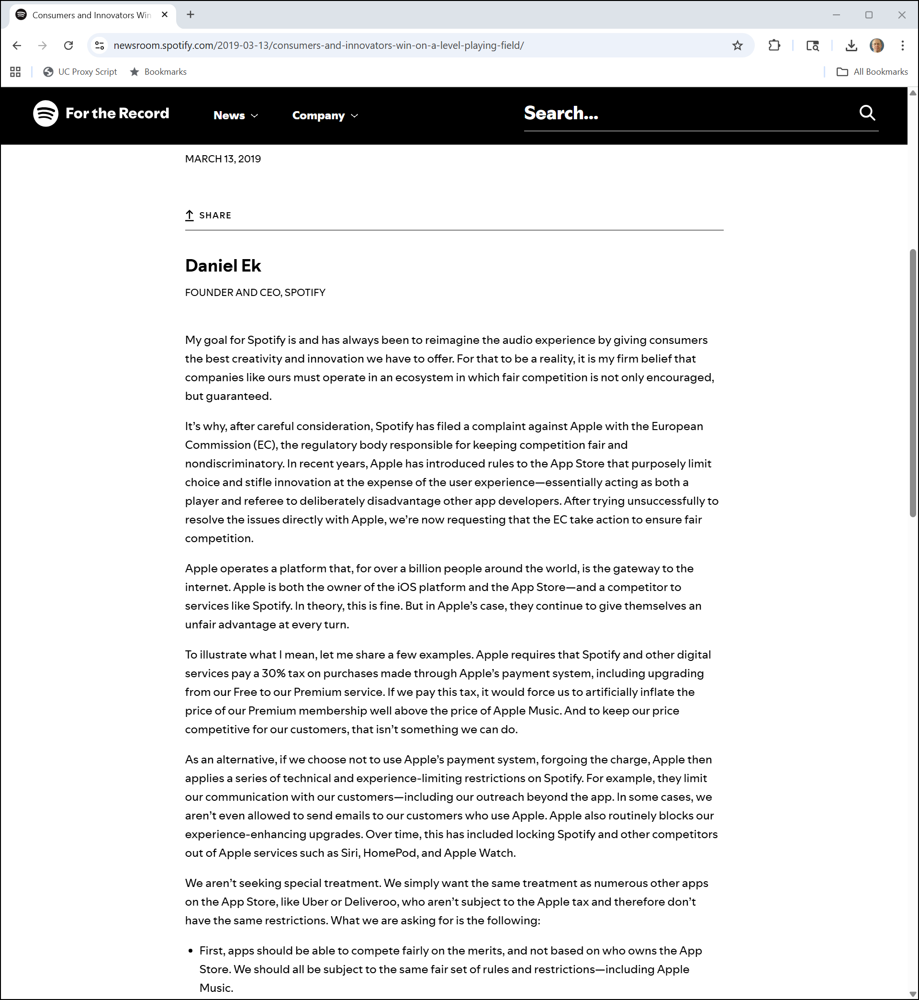 Consumers and Innovators Win
newsroom.spotify.com/2019-03-13/consumers-and-innovators-win-on-a-level-playing-field/
UC Proxy Script
Bookmarks
All Bookmarks
For the Record
News
Company
Search...
MARCH 13, 2019
SHARE
Daniel Ek
FOUNDER AND CEO, SPOTIFY
My goal for Spotify is and has always been to reimagine the audio experience by giving consumers
the best creativity and innovation we have to offer. For that to be a reality, it is my firm belief that
companies like ours must operate in an ecosystem in which fair competition is not only encouraged,
but guaranteed.
It’s why, after careful consideration, Spotify has filed a complaint against Apple with the European
Commission (EC), the regulatory body responsible for keeping competition fair and
nondiscriminatory. In recent years, Apple has introduced rules to the App Store that purposely limit
choice and stifle innovation at the expense of the user experience—essentially acting as both a
player and referee to deliberately disadvantage other app developers. After trying unsuccessfully to
resolve the issues directly with Apple, we’re now requesting that the EC take action to ensure fair
competition.
Apple operates a platform that, for over a billion people around the world, is the gateway to the
internet. Apple is both the owner of the iOS platform and the App Store—and a competitor to
services like Spotify. In theory, this is fine. But in Apple’s case, they continue to give themselves an
unfair advantage at every turn.
To illustrate what I mean, let me share a few examples. Apple requires that Spotify and other digital
services pay a 30% tax on purchases made through Apple’s payment system, including upgrading
from our Free to our Premium service. If we pay this tax, it would force us to artificially inflate the
price of our Premium membership well above the price of Apple Music. And to keep our price
competitive for our customers, that isn’t something we can do.
As an alternative, if we choose not to use Apple’s payment system, forgoing the charge, Apple then
applies a series of technical and experience-limiting restrictions on Spotify. For example, they limit
our communication with our customers—including our outreach beyond the app. In some cases, we
aren’t even allowed to send emails to our customers who use Apple. Apple also routinely blocks our
experience-enhancing upgrades. Over time, this has included locking Spotify and other competitors
out of Apple services such as Siri, HomePod, and Apple Watch.
We aren’t seeking special treatment. We simply want the same treatment as numerous other apps
on the App Store, like Uber or Deliveroo, who aren’t subject to the Apple tax and therefore don’t
have the same restrictions. What we are asking for is the following:
• First, apps should be able to compete fairly on the merits, and not based on who owns the App
Store. We should all be subject to the same fair set of rules and restrictions—including Apple
Music.